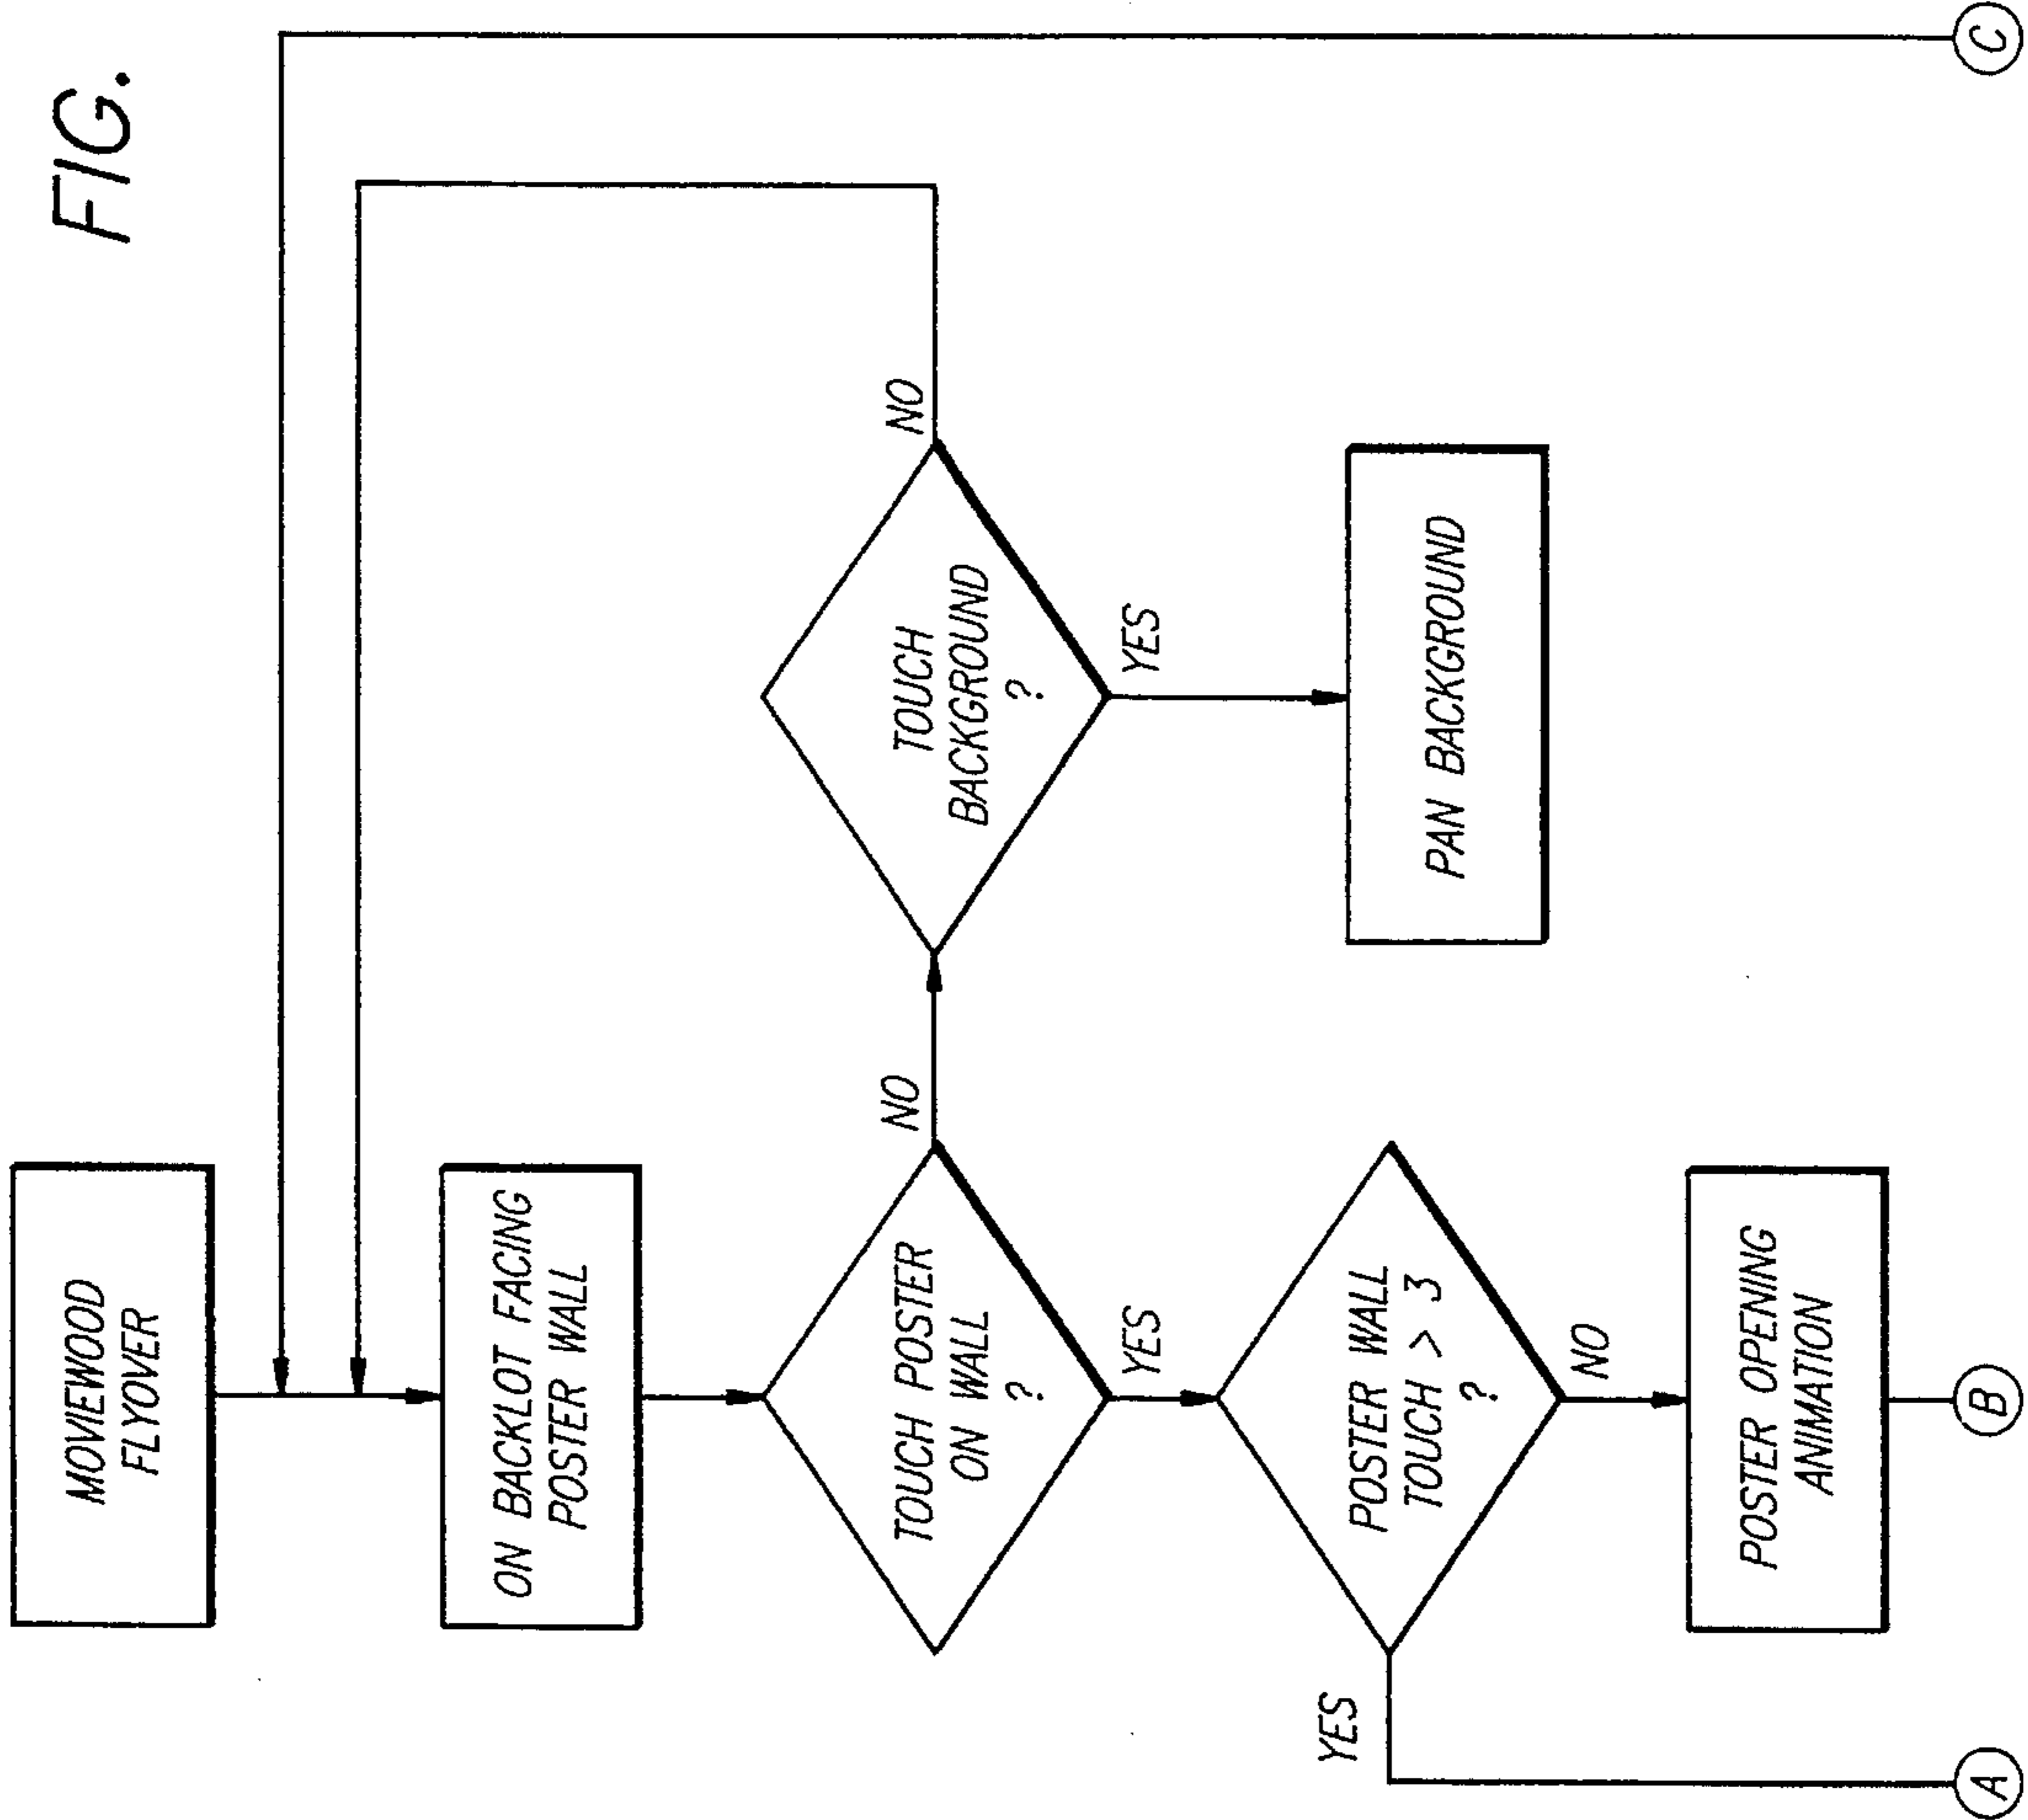 FIG.
MOVIEWOOD
FLYOVER
ON BACKLOT FACING
POSTER WALL
TOUCH POSTER
ON WALL
?
NO
YES
TOUCH
BACKGROUND
?
NO
YES
PAN BACKGROUND
POSTER WALL
TOUCH > 3
?
YES
NO
POSTER OPENING
ANIMATION
A
B
C